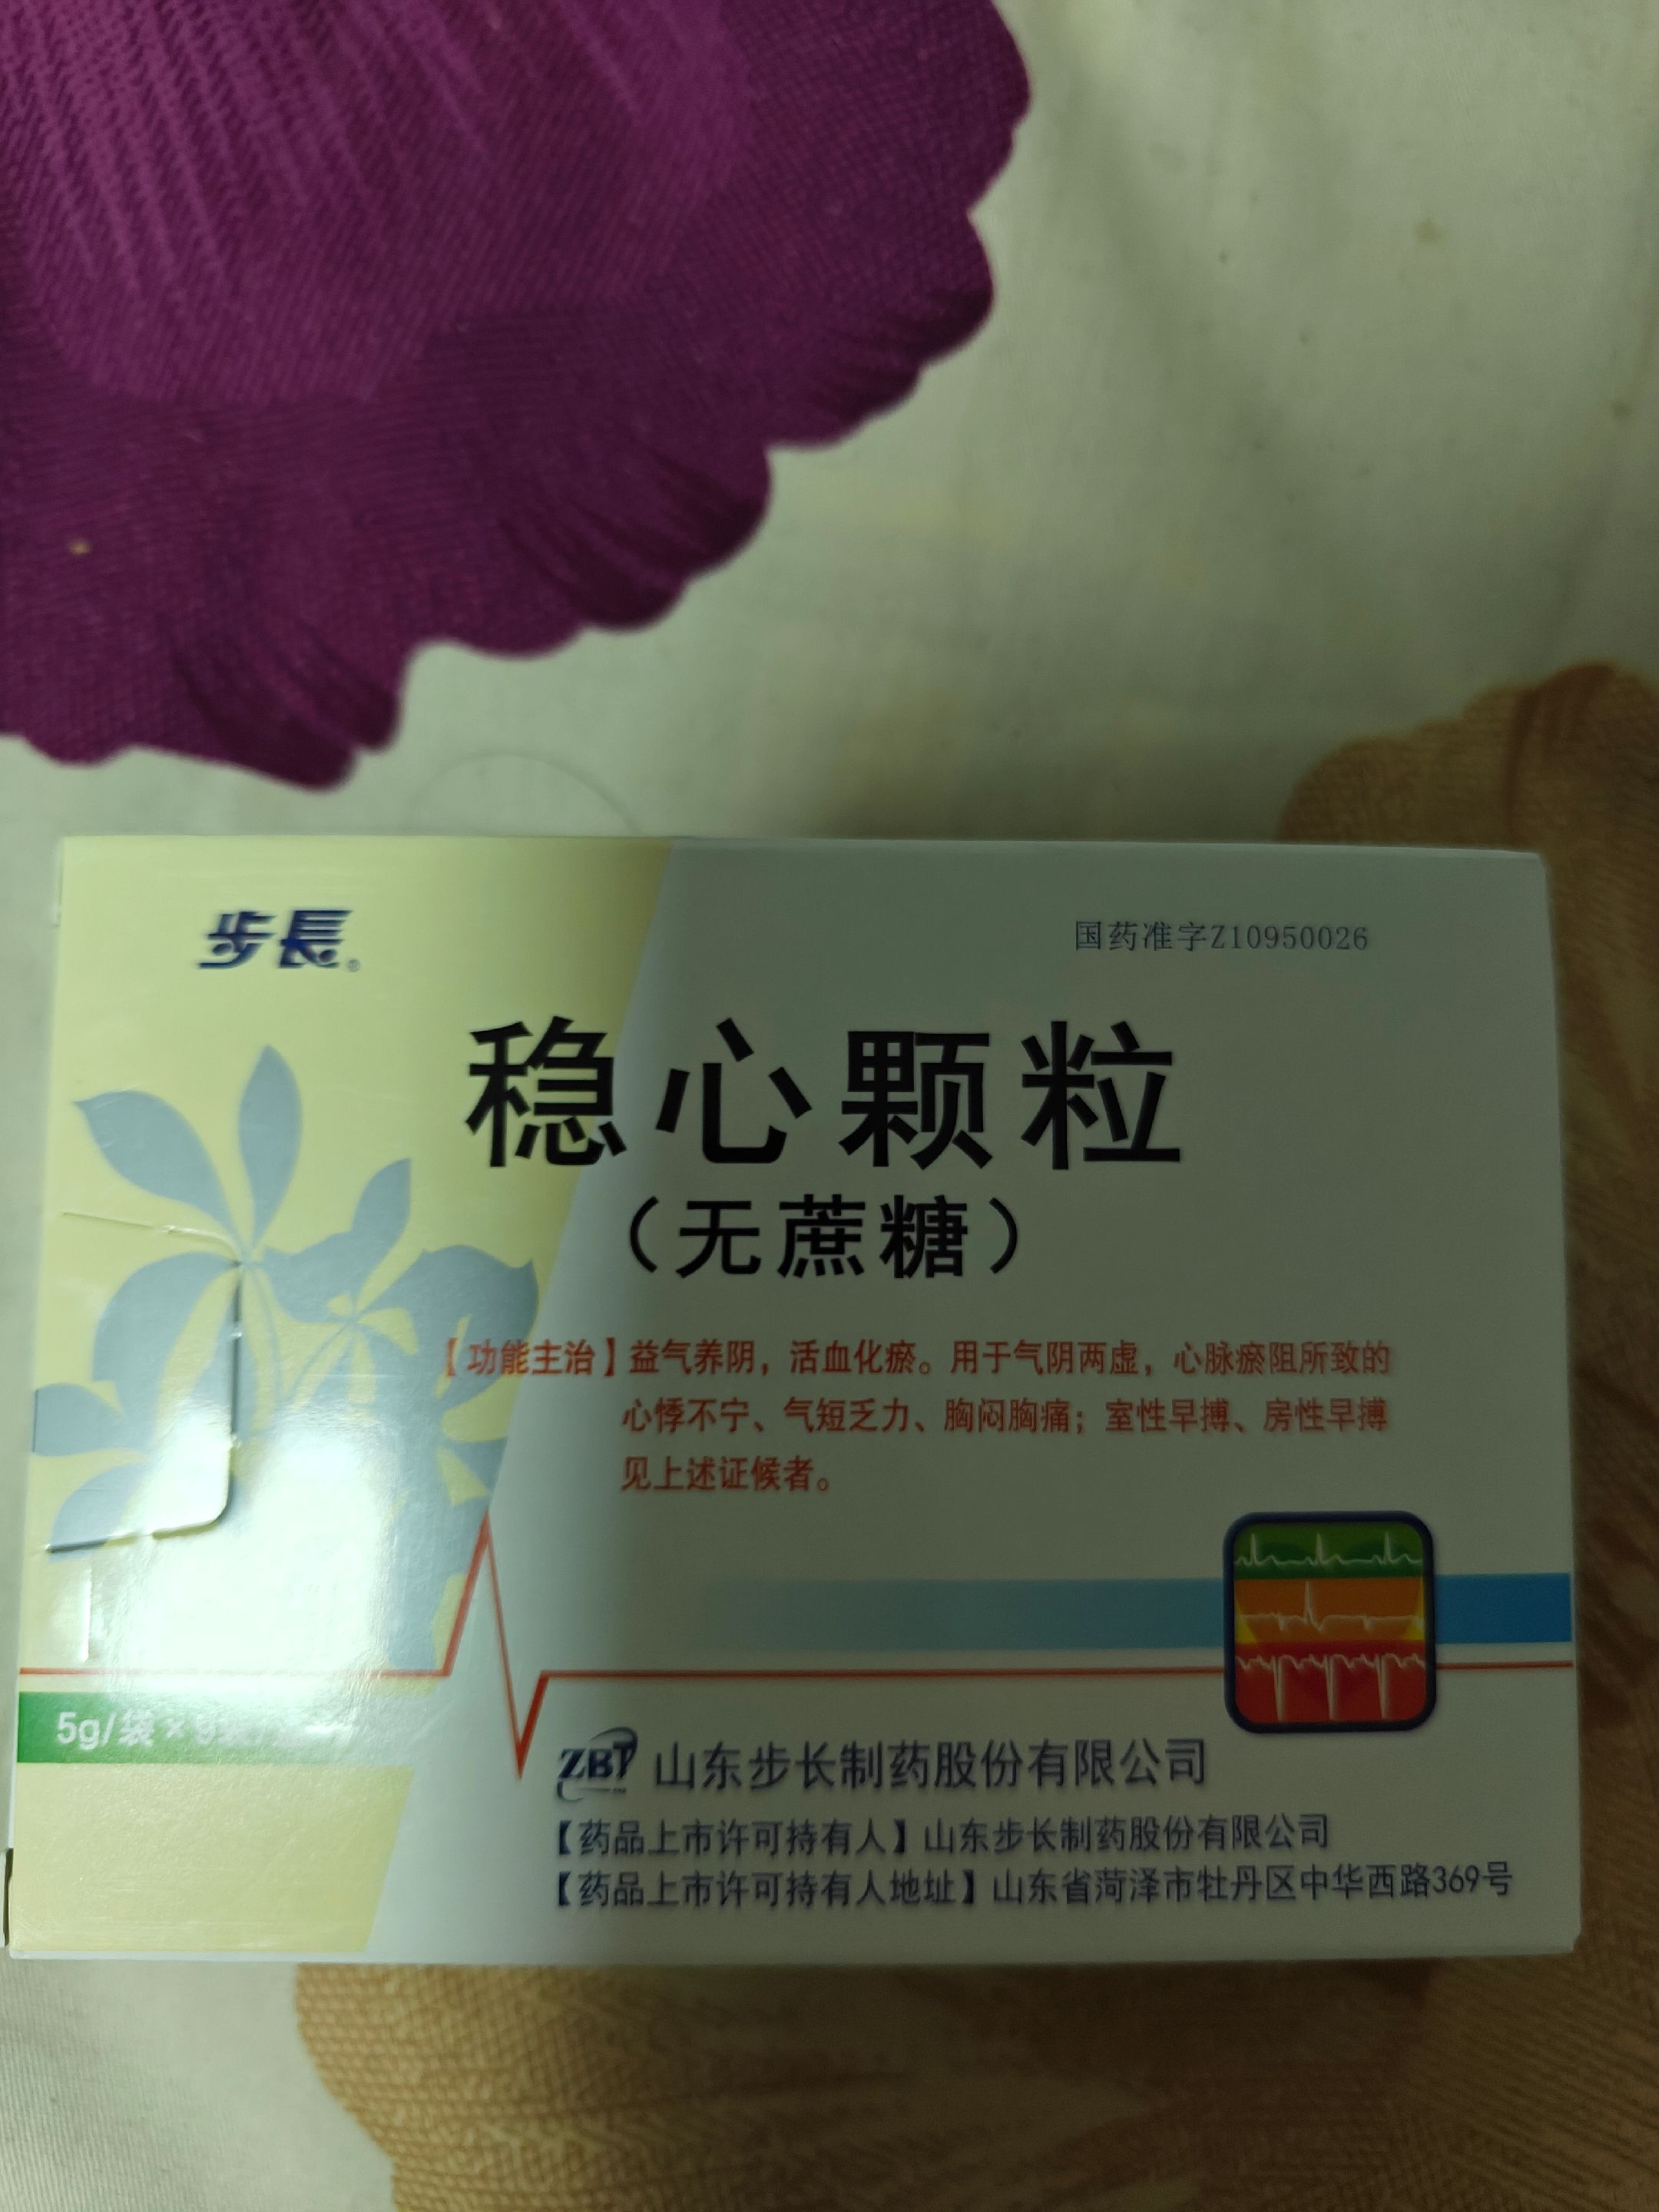 步長®
国药准字Z10950026
稳心颗粒
（无蔗糖）
【功能主治】益气养阴，活血化瘀。用于气阴两虚，心脉瘀阻所致的
心悸不宁、气短乏力、胸闷胸痛；室性早搏、房性早搏
见上述证候者。
5g/袋×9袋
ZBT 山东步长制药股份有限公司
【药品上市许可持有人】山东步长制药股份有限公司
【药品上市许可持有人地址】山东省菏泽市牡丹区中华西路369号